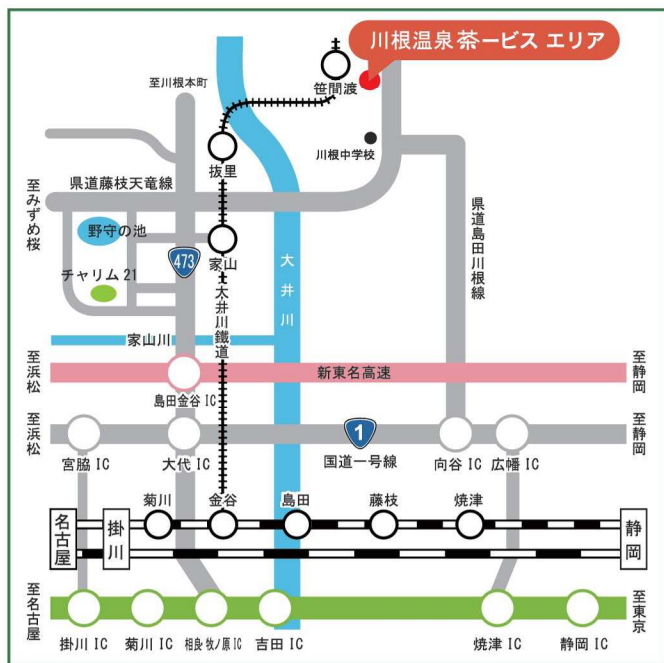 川根温泉 茶ービス エリア
笹間渡
至川根本町
川根中学校
抜里
県道藤枝天竜線
至みずめ桜
野守の池
473
家山
チャリム21
大井川
大井川鐵道
県道島田川根線
家山川
至浜松
新東名高速
至静岡
島田金谷 IC
至浜松
1
至静岡
宮脇 IC
大代 IC
国道一号線
向谷 IC
広幡 IC
菊川
金谷
島田
藤枝
焼津
名古屋
掛川
静岡
至名古屋
至東京
掛川 IC
菊川 IC
相良牧ノ原 IC
吉田 IC
焼津 IC
静岡 IC